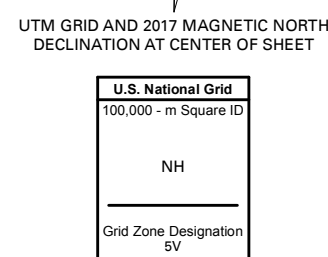 UTM GRID AND 2017 MAGNETIC NORTH
DECLINATION AT CENTER OF SHEET
U.S. National Grid
100,000 - m Square ID
NH
Grid Zone Designation
5V